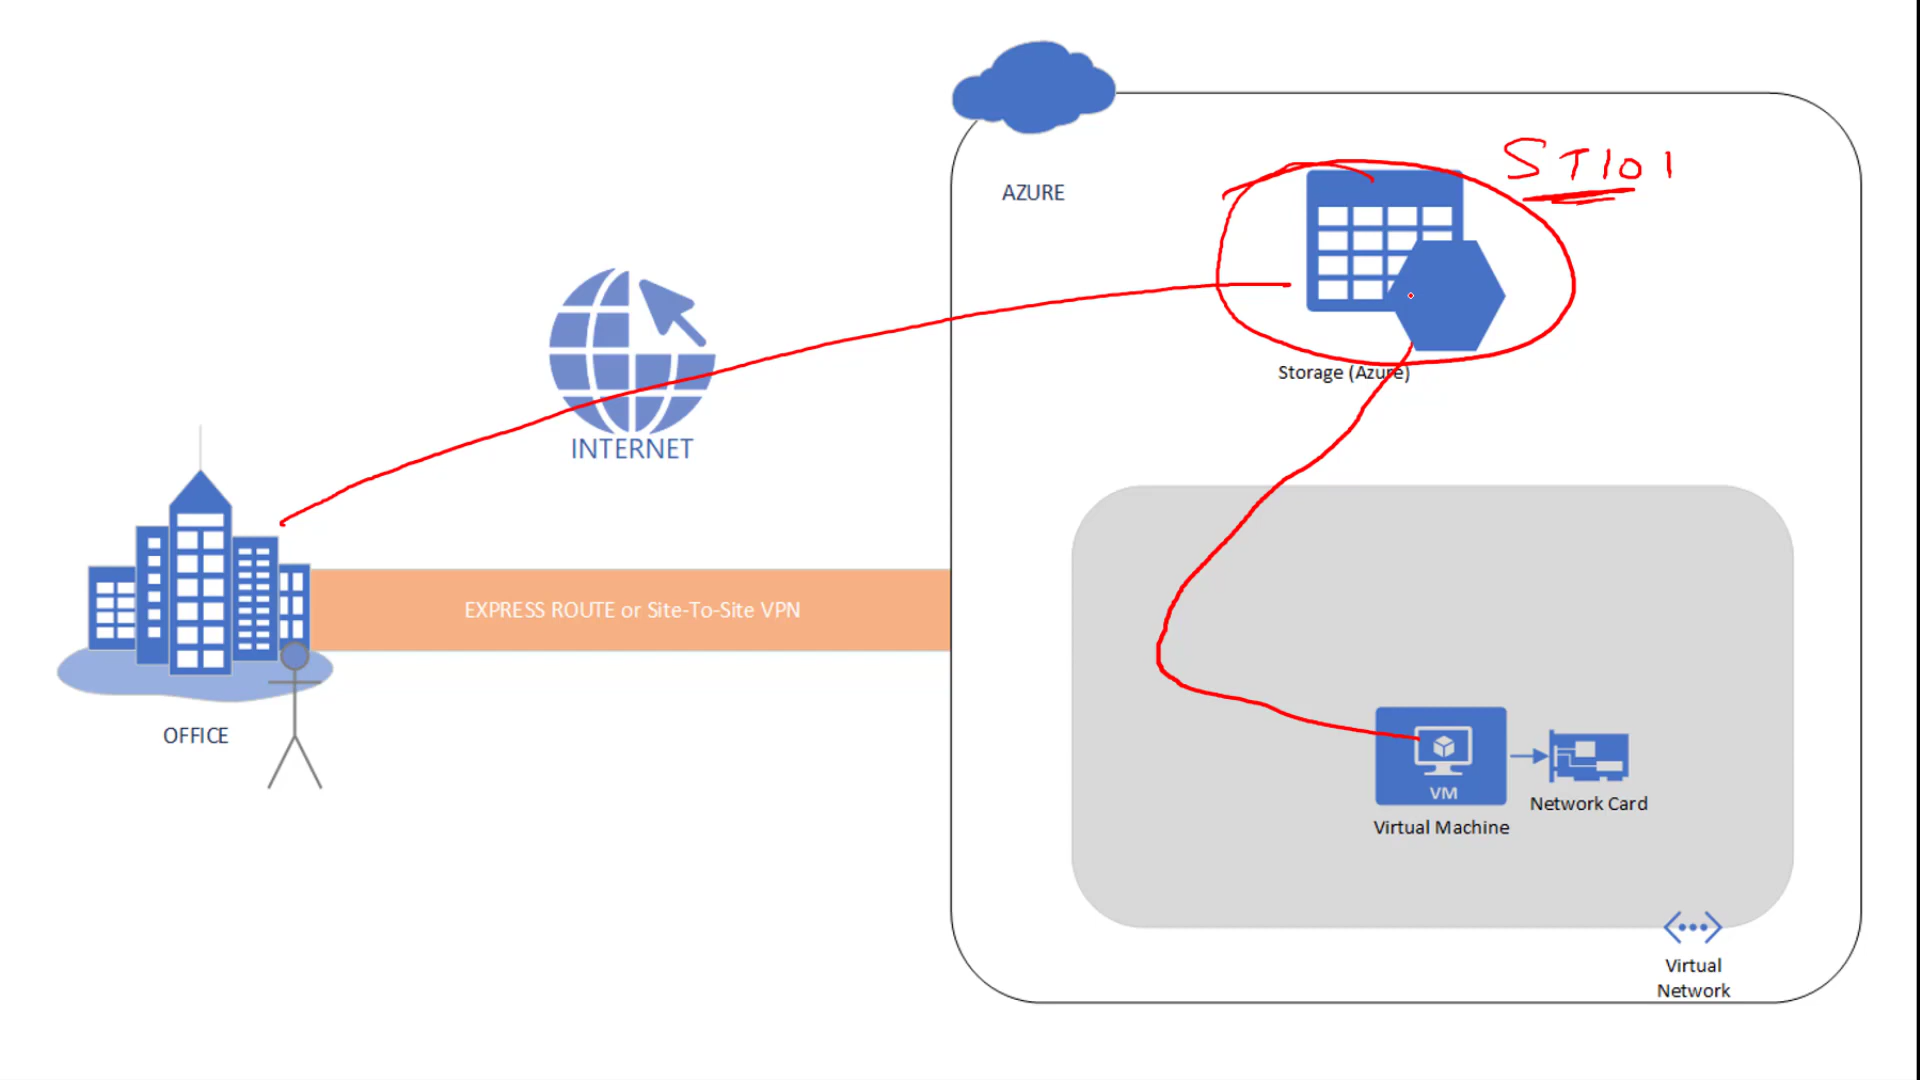 AZURE
ST101
Storage (Azure)
INTERNET
EXPRESS ROUTE or Site-To-Site VPN
OFFICE
VM
Virtual Machine
Network Card
Virtual
Network